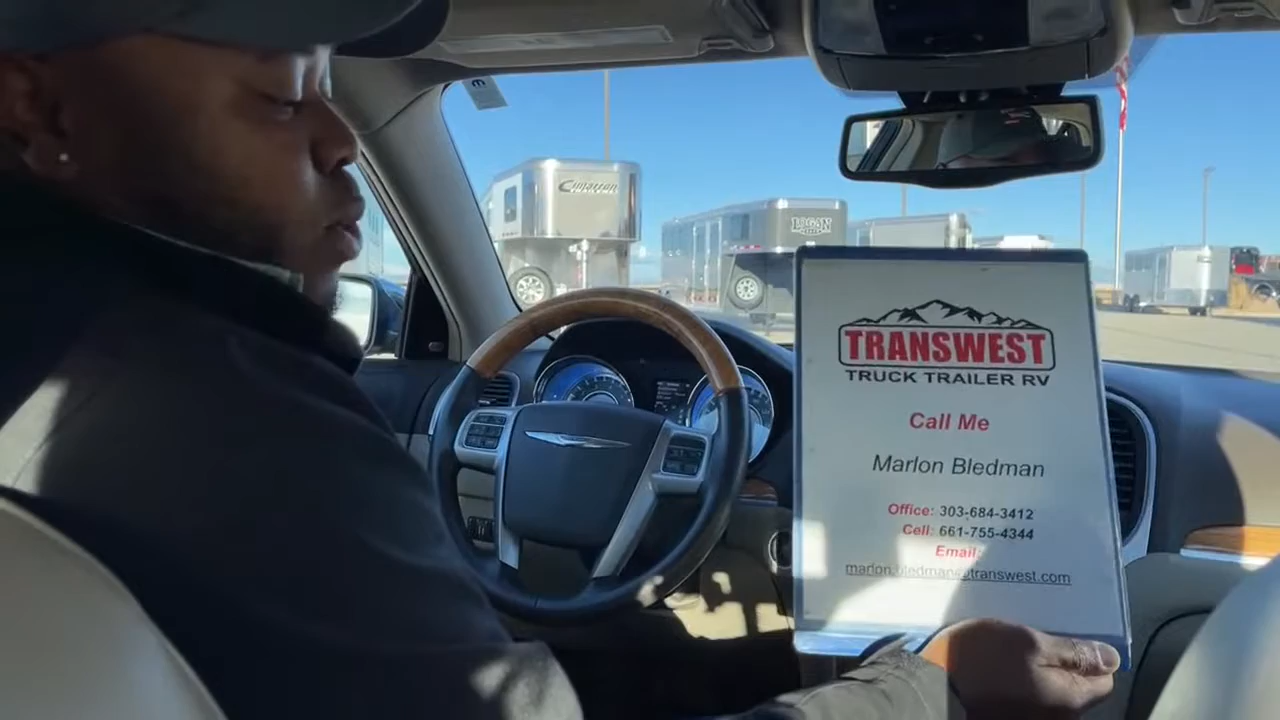 Cimarron
LOGAN
TRANSWEST
TRUCK TRAILER RV
Call Me
Marlon Bledman
Office: 303-684-3412
Cell: 661-755-4344
Email:
marlon.bledman@transwest.com